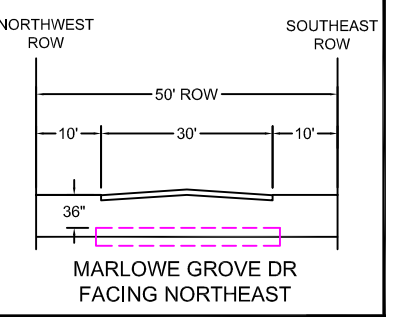 NORTHWEST
ROW
SOUTHEAST
ROW
50' ROW
10'
30'
10'
36"
MARLOWE GROVE DR
FACING NORTHEAST